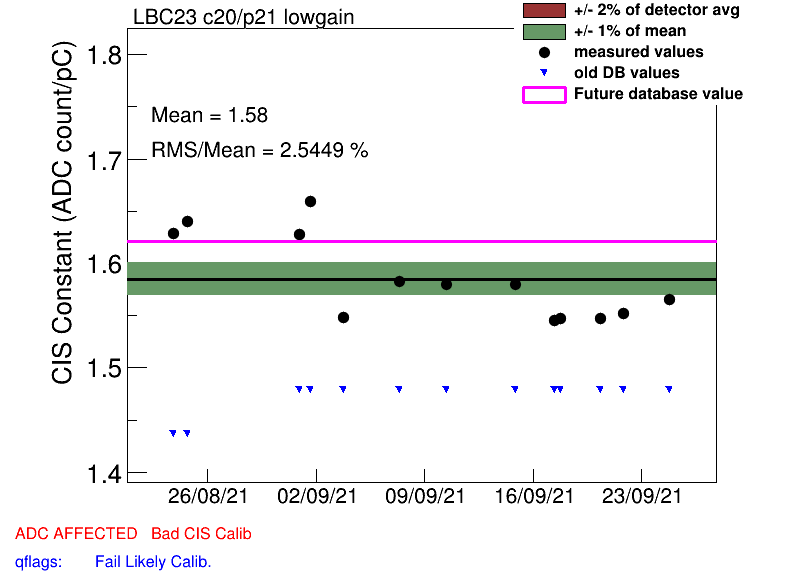 LBC23 c20/p21 lowgain
+/- 2% of detector avg
+/- 1% of mean
measured values
old DB values
Future database value
Mean = 1.58
RMS/Mean = 2.5449 %
CIS Constant (ADC count/pC)
1.8
1.7
1.6
1.5
1.4
26/08/21 02/09/21 09/09/21 16/09/21 23/09/21
ADC AFFECTED Bad CIS Calib
qflags: Fail Likely Calib.